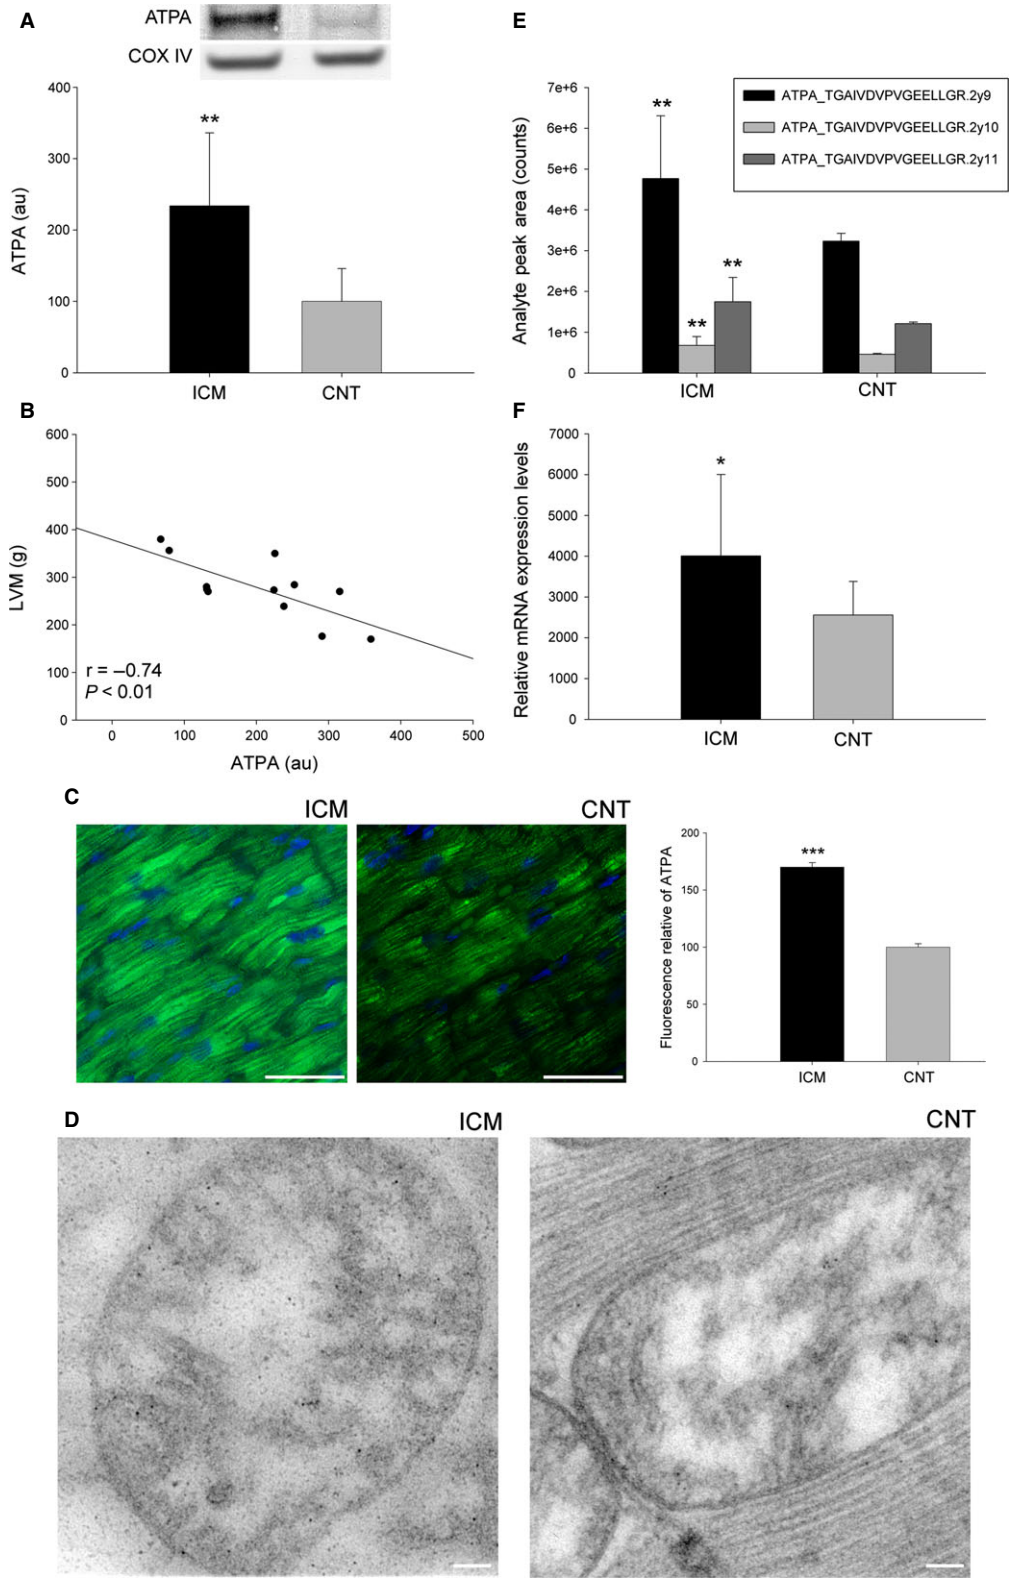 A
ATPA
COX IV
400
300
200
100
0
ATPA (au)
**
ICM
CNT
B
600
500
400
300
200
100
0
LVM (g)
r = –0.74
P < 0.01
0
100
200
300
400
500
ATPA (au)
E
7e+6
6e+6
5e+6
4e+6
3e+6
2e+6
1e+6
0
Analyte peak area (counts)
ATPA_TGAIVDVPVGEELLGR.2y9
ATPA_TGAIVDVPVGEELLGR.2y10
ATPA_TGAIVDVPVGEELLGR.2y11
**
**
**
ICM
CNT
F
7000
6000
5000
4000
3000
2000
1000
0
Relative mRNA expression levels
*
ICM
CNT
C
ICM
CNT
200
150
100
50
0
Fluorescence relative of ATPA
***
ICM
CNT
D
ICM
CNT